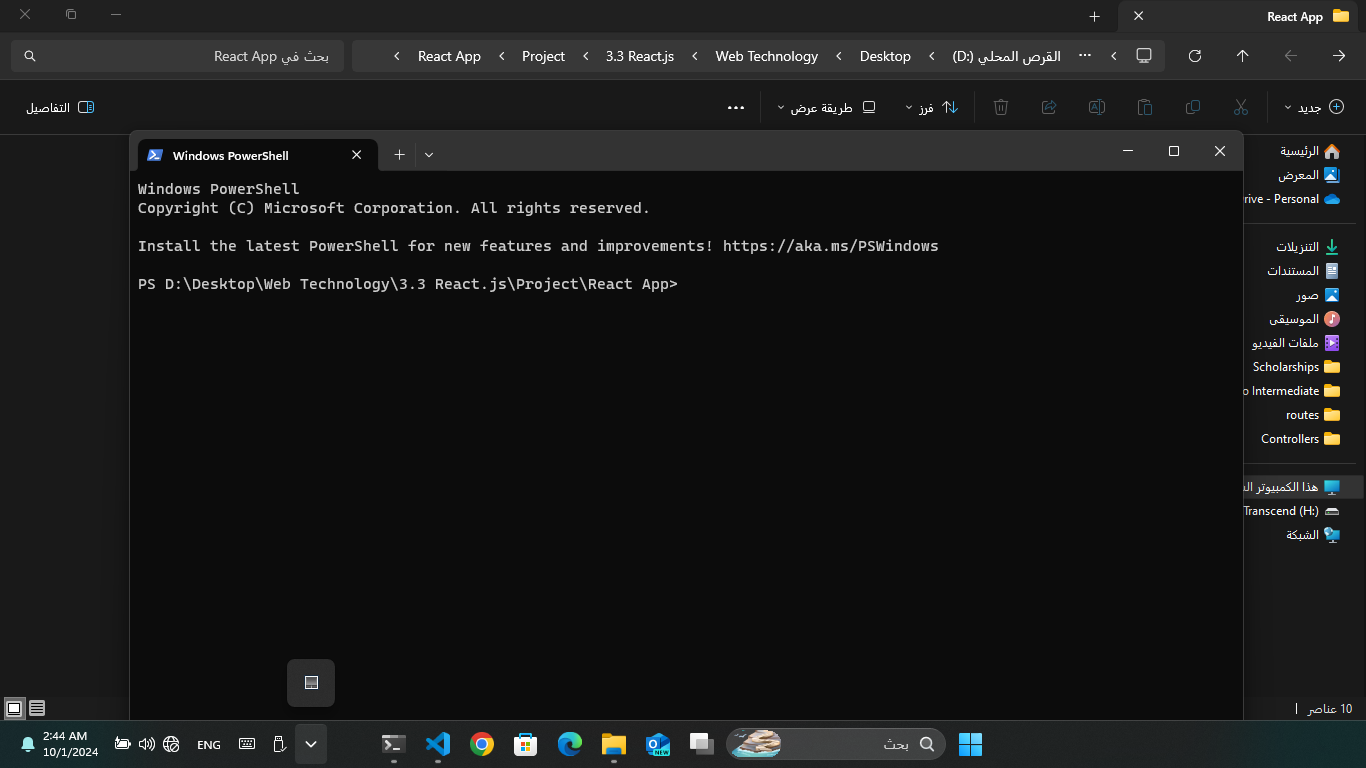 React App
القرص المحلي (D:)
Desktop
Web Technology
3.3 React.js
Project
React App
بحث في React App
جديد
فرز
طريقة عرض
التفاصيل
Windows PowerShell
Windows PowerShell
Copyright (C) Microsoft Corporation. All rights reserved.
Install the latest PowerShell for new features and improvements! https://aka.ms/PSWindows
PS D:\Desktop\Web Technology\3.3 React.js\Project\React App>
الرئيسية
المعرض
rive - Personal
التنزيلات
المستندات
صور
الموسيقى
ملفات الفيديو
Scholarships
o Intermediate
routes
Controllers
هذا الكمبيوتر
Transcend (H:)
الشبكة
10 عناصر
بحث
NEW
ENG
2:44 AM
10/1/2024